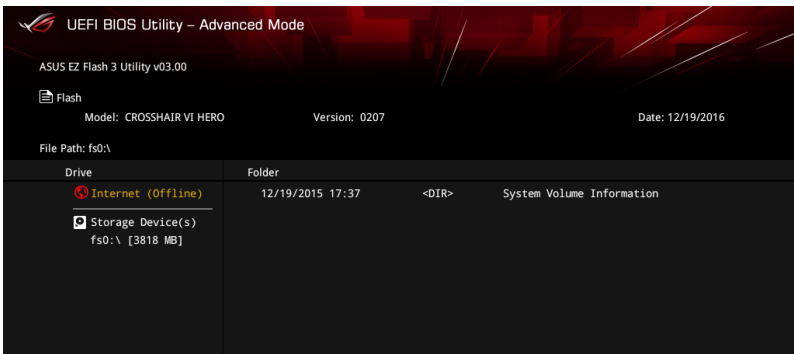 UEFI BIOS Utility – Advanced Mode
ASUS EZ Flash 3 Utility v03.00
Flash
Model: CROSSHAIR VI HERO Version: 0207 Date: 12/19/2016
File Path: fs0:\
Drive Folder
Internet (Offline) 12/19/2015 17:37 <DIR> System Volume Information
Storage Device(s)
fs0:\ [3818 MB]